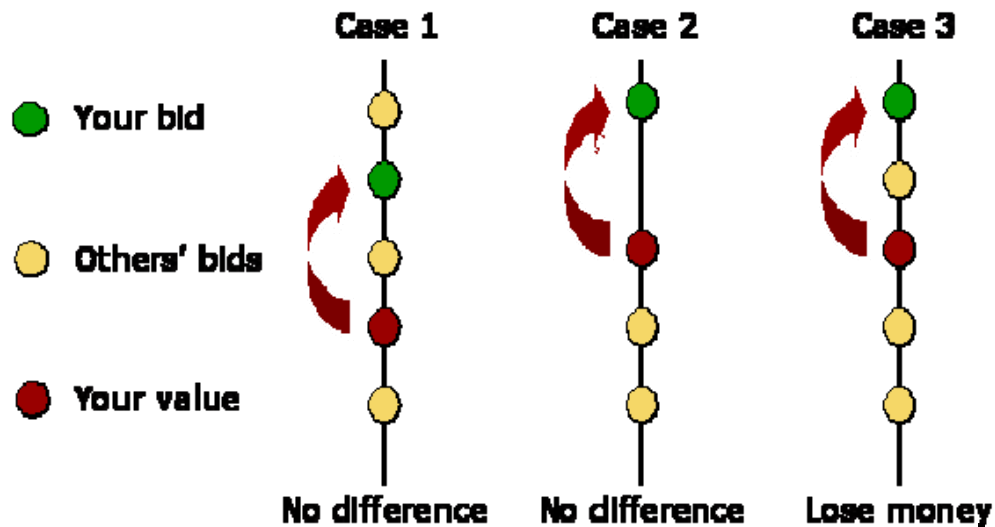 Case 1
Case 2
Case 3
Your bid
Others' bids
Your value
No difference
No difference
Lose money